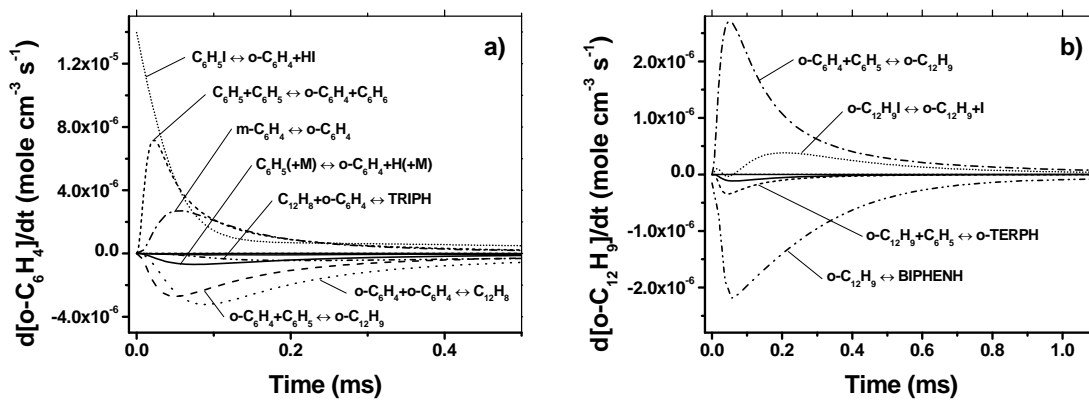 a)
d[o-C6H4]/dt (mole cm-3 s-1)
1.2x10-5
8.0x10-6
4.0x10-6
0.0
-4.0x10-6
C6H5I ↔ o-C6H4+HI
C6H5+C6H5 ↔ o-C6H4+C6H6
m-C6H4 ↔ o-C6H4
C6H5(+M) ↔ o-C6H4+H(+M)
C12H8+o-C6H4 ↔ TRIPH
o-C6H4+o-C6H4 ↔ C12H8
o-C6H4+C6H5 ↔ o-C12H9
0.0 0.2 0.4
Time (ms)
b)
d[o-C12H9]/dt (mole cm-3 s-1)
2.0x10-6
1.0x10-6
0.0
-1.0x10-6
-2.0x10-6
o-C6H4+C6H5 ↔ o-C12H9
o-C12H9I ↔ o-C12H9+I
o-C12H9+C6H5 ↔ o-TERPH
o-C12H9 ↔ BIPHENH
0.0 0.2 0.4 0.6 0.8 1.0
Time (ms)